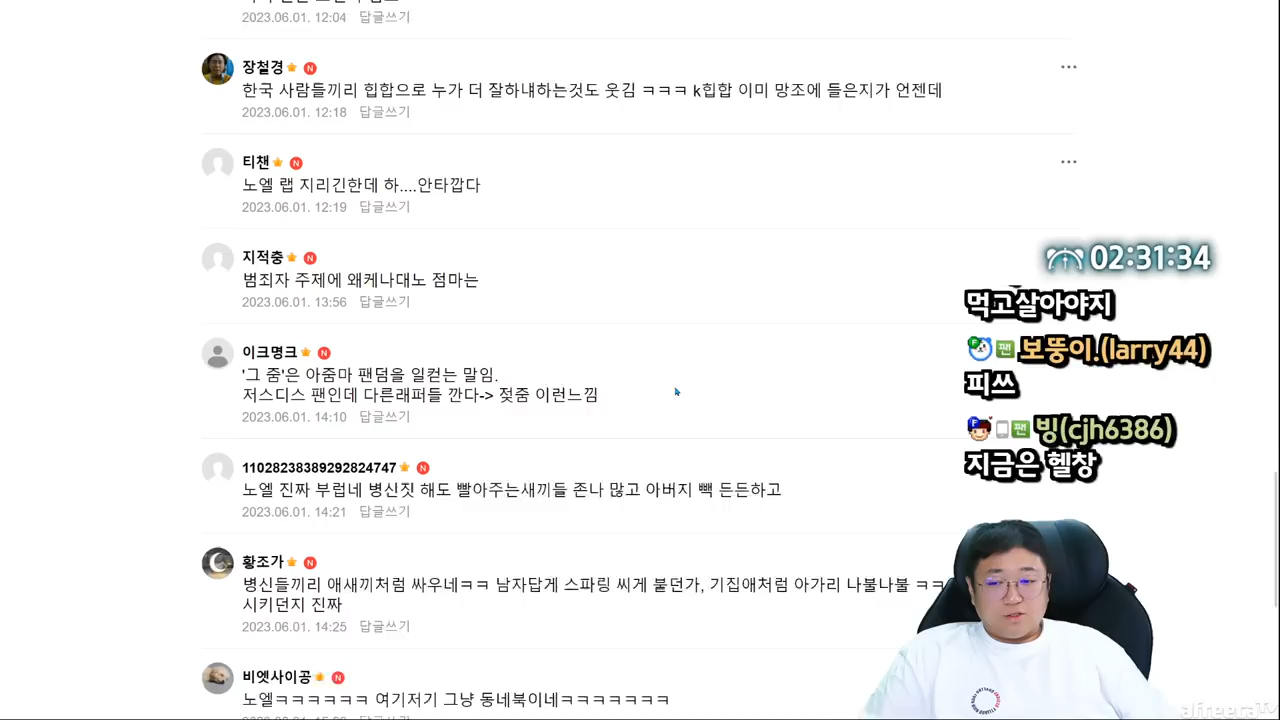 2023.06.01. 12:04 답글쓰기
장철경 N
한국 사람들끼리 힙합으로 누가 더 잘하내하는것도 웃김 ㅋㅋㅋ k힙합 이미 망조에 들은지가 언젠데
2023.06.01. 12:18 답글쓰기
티챈 N
노엘 랩 지리긴한데 하....안타깝다
2023.06.01. 12:19 답글쓰기
지적충 N
범죄자 주제에 왜케나대노 점마는
2023.06.01. 13:56 답글쓰기
이크명크 N
'그 줌'은 아줌마 팬덤을 일컫는 말임.
저스디스 팬인데 다른래퍼들 깐다-> 젖줌 이런느낌
2023.06.01. 14:10 답글쓰기
11028238389292824747 N
노엘 진짜 부럽네 병신짓 해도 빨아주는새끼들 존나 많고 아버지 빽 든든하고
2023.06.01. 14:21 답글쓰기
황조가 N
병신들끼리 애새끼처럼 싸우네ㅋㅋ 남자답게 스파링 씨게 붙던가, 기집애처럼 아가리 나불나불 ㅋㅋ
시키던지 진짜
2023.06.01. 14:25 답글쓰기
비엣사이공 N
노엘ㅋㅋㅋㅋㅋㅋ 여기저기 그냥 동네북이네ㅋㅋㅋㅋㅋㅋㅋ
02:31:34
먹고살아야지
팬 보뚱이.(larry44)
피쓰
팬 빙(cjh6386)
지금은 헬창
afreecaTV